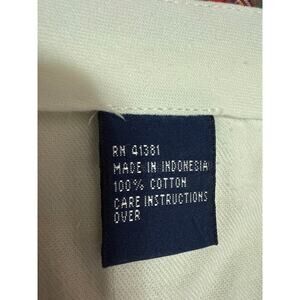 RN 41381
MADE IN INDONESIA
100% COTTON
CARE INSTRUCTIONS
OVER